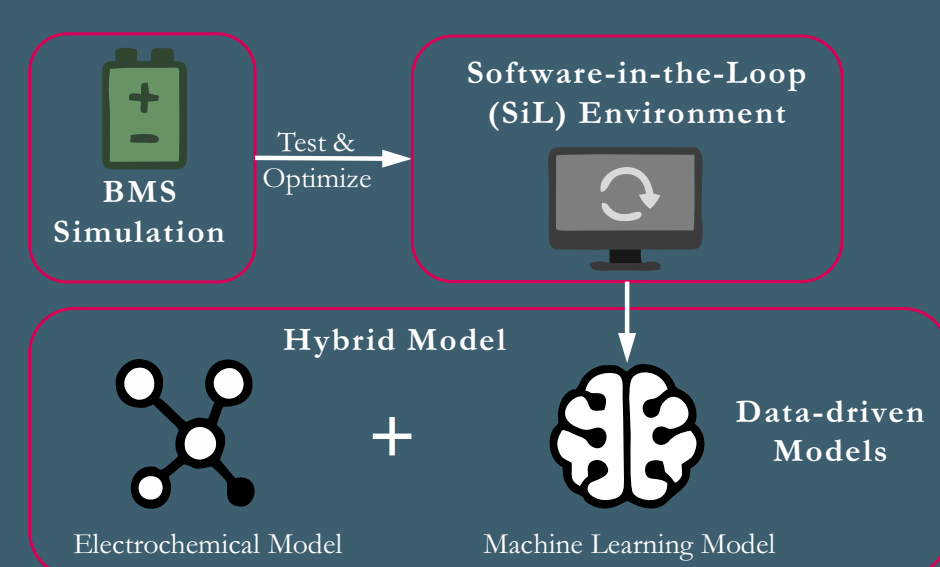 BMS
Simulation
Test &
Optimize
Software-in-the-Loop
(SiL) Environment
Hybrid Model
+
Data-driven
Models
Electrochemical Model
Machine Learning Model